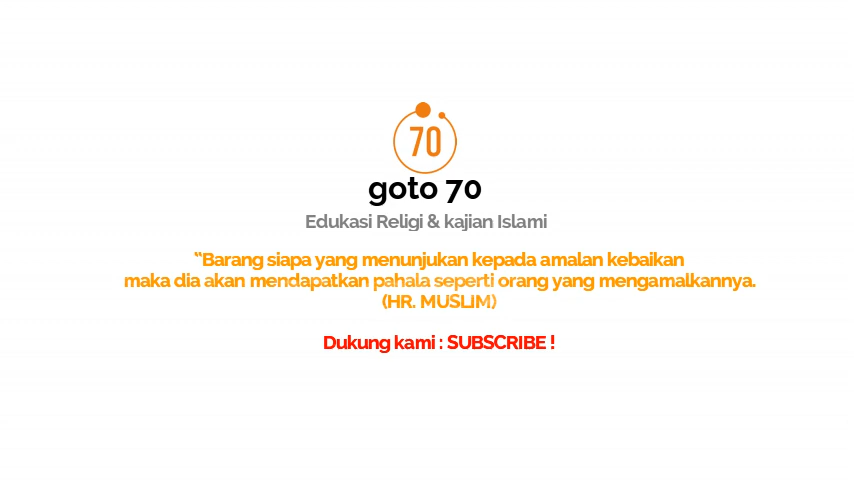 70
goto 70
Edukasi Religi & kajian Islami
“Barang siapa yang menunjukan kepada amalan kebaikan
maka dia akan mendapatkan pahala seperti orang yang mengamalkannya.
(HR. MUSLIM)
Dukung kami : SUBSCRIBE !